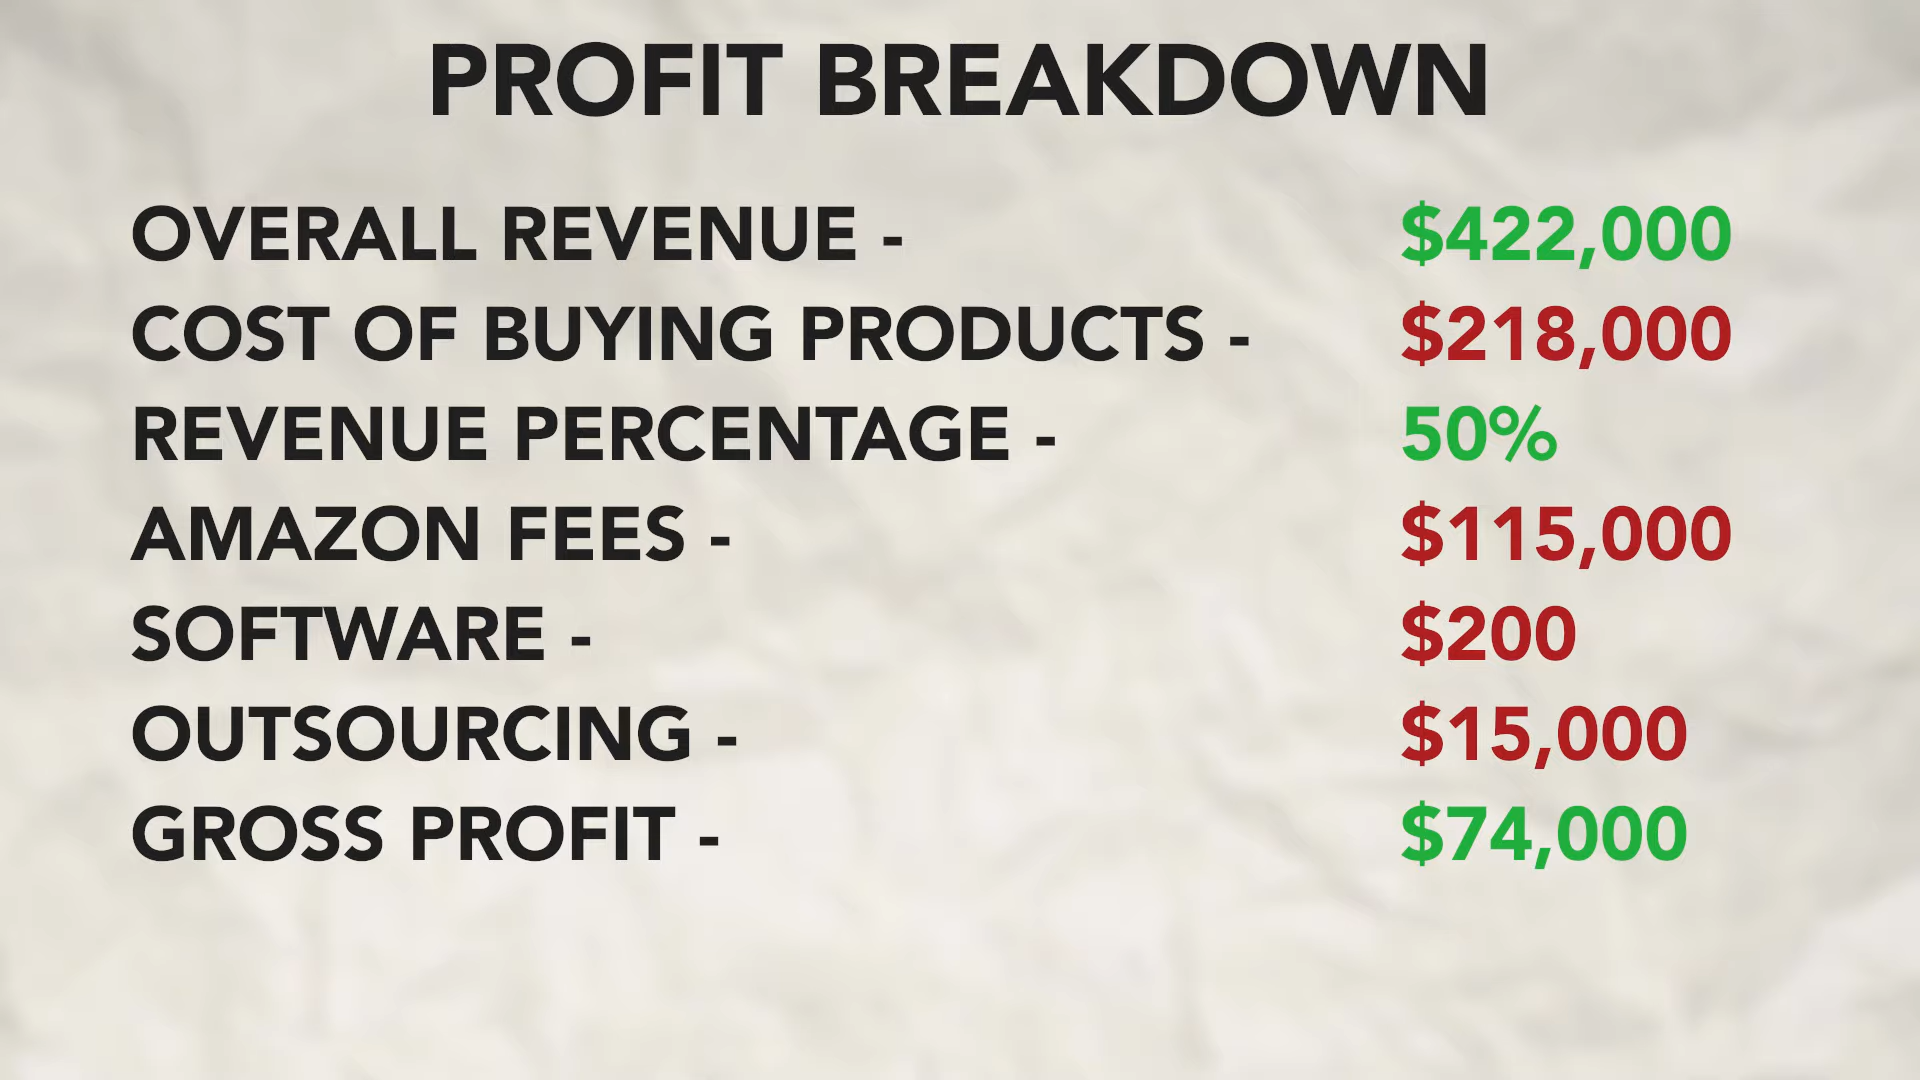 PROFIT BREAKDOWN
OVERALL REVENUE - $422,000
COST OF BUYING PRODUCTS - $218,000
REVENUE PERCENTAGE - 50%
AMAZON FEES - $115,000
SOFTWARE - $200
OUTSOURCING - $15,000
GROSS PROFIT - $74,000